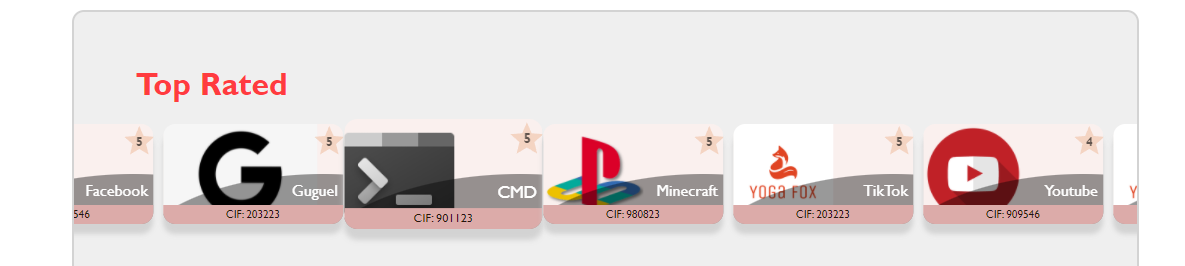 Top Rated
5
Facebook
546
5
Guguel
CIF: 203223
5
CMD
CIF: 901123
5
Minecraft
CIF: 980823
YOGA FOX
5
TikTok
CIF: 203223
4
Youtube
CIF: 909546
Y